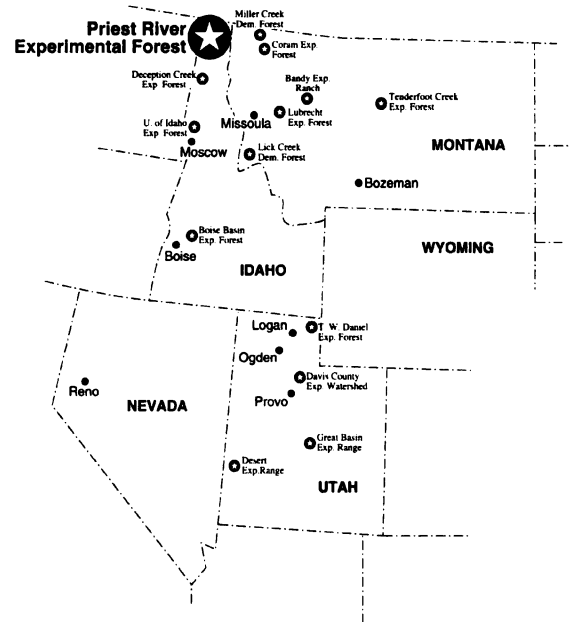 Priest River
Experimental Forest
Miller Creek
Dem. Forest
Coram Exp.
Forest
Deception Creek
Exp. Forest
Bandy Exp.
Ranch
Tenderfoot Creek
Exp. Forest
Lubrecht
Exp. Forest
Missoula
U. of Idaho
Exp. Forest
Moscow
MONTANA
Lick Creek
Dem. Forest
Bozeman
Boise Basin
Exp. Forest
Boise
WYOMING
IDAHO
Logan
T. W. Daniel
Exp. Forest
Ogden
Davis County
Exp. Watershed
Reno
Provo
NEVADA
Great Basin
Exp. Range
Desert
Exp.Range
UTAH